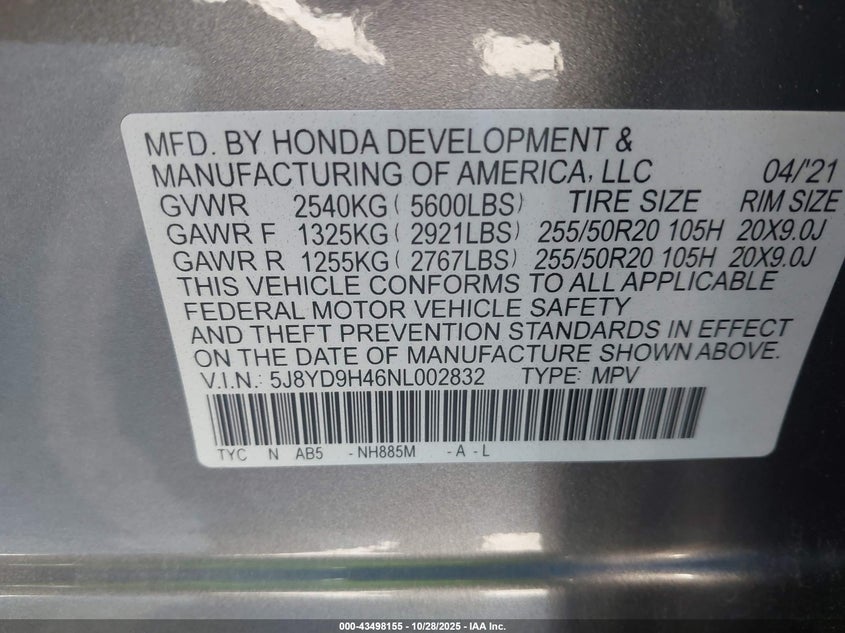 MFD. BY HONDA DEVELOPMENT &
MANUFACTURING OF AMERICA, LLC 04/'21
GVWR 2540KG ( 5600LBS) TIRE SIZE RIM SIZE
GAWR F 1325KG ( 2921LBS) 255/50R20 105H 20X9.0J
GAWR R 1255KG ( 2767LBS) 255/50R20 105H 20X9.0J
THIS VEHICLE CONFORMS TO ALL APPLICABLE
FEDERAL MOTOR VEHICLE SAFETY
AND THEFT PREVENTION STANDARDS IN EFFECT
ON THE DATE OF MANUFACTURE SHOWN ABOVE.
V.I.N.: 5J8YD9H46NL002832 TYPE: MPV
TYC N AB5 -NH885M -A -L
000-43498155 - 10/28/2025 - IAA Inc.